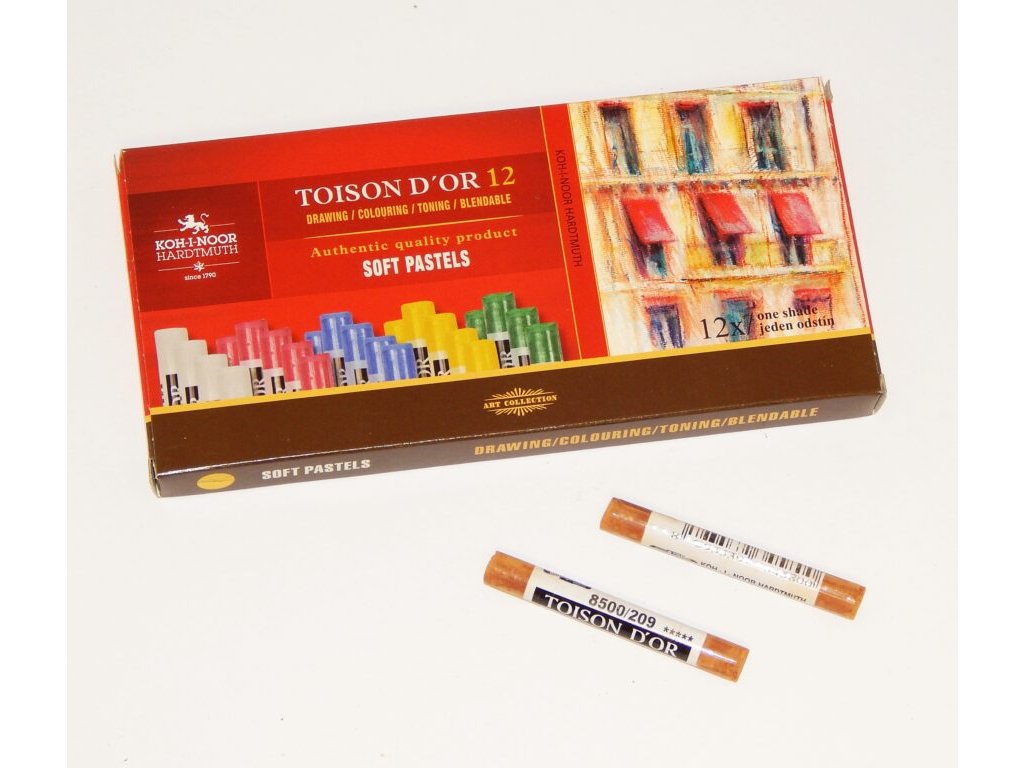 TOISON D´OR 12
DRAWING / COLOURING / TONING / BLENDABLE
Authentic quality product
SOFT PASTELS
KOH-I-NOOR
HARDTMUTH
since 1790
KOH-I-NOOR HARDTMUTH
12x
one shade
jeden odstín
ART COLLECTION
SOFT PASTELS
DRAWING/COLOURING/TONING/BLENDABLE
KOH-I-NOOR HARDTMUTH
8500/209 *****
TOISON D'OR